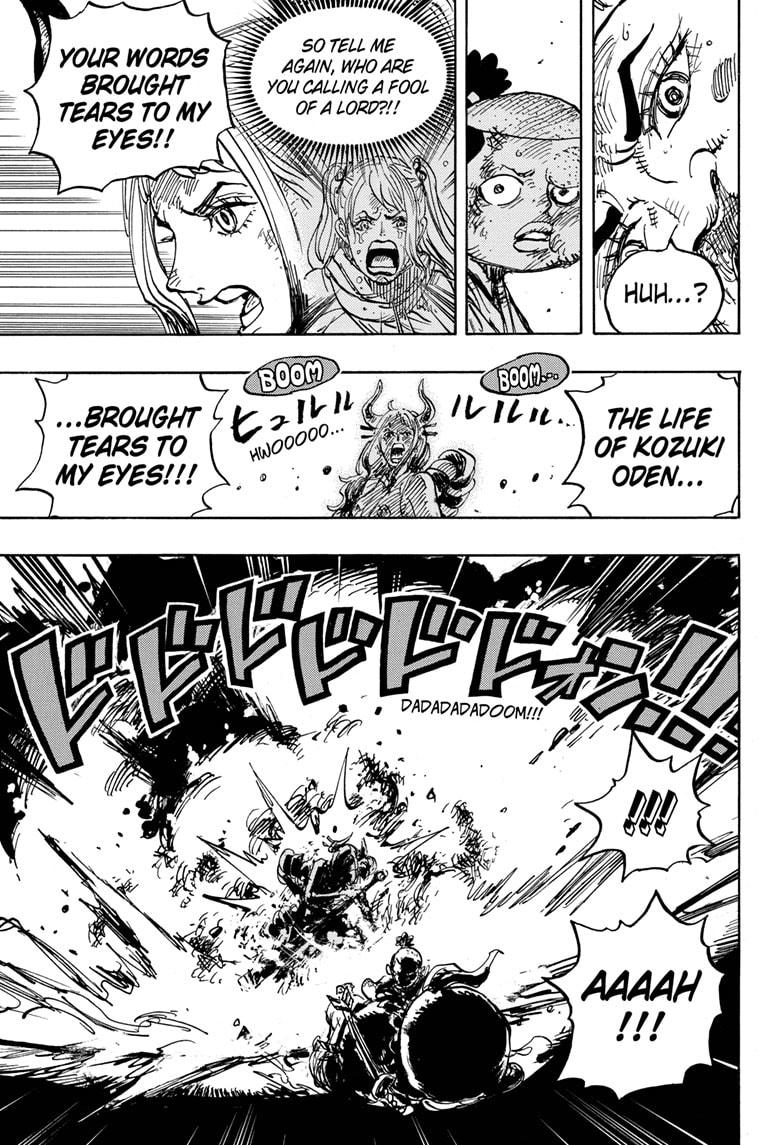 HUH...?
SO TELL ME
AGAIN, WHO ARE
YOU CALLING A FOOL
OF A LORD?!!
YOUR WORDS
BROUGHT
TEARS TO MY
EYES!!
THE LIFE
OF KOZUKI
ODEN...
BOOM...
BOOM
ヒュルルル
ルルルル...
HWOOOOO...
...BROUGHT
TEARS TO
MY EYES!!!
ドドドドドドォン!!!
DADADADADOOM!!!
!!!
AAAAH
!!!